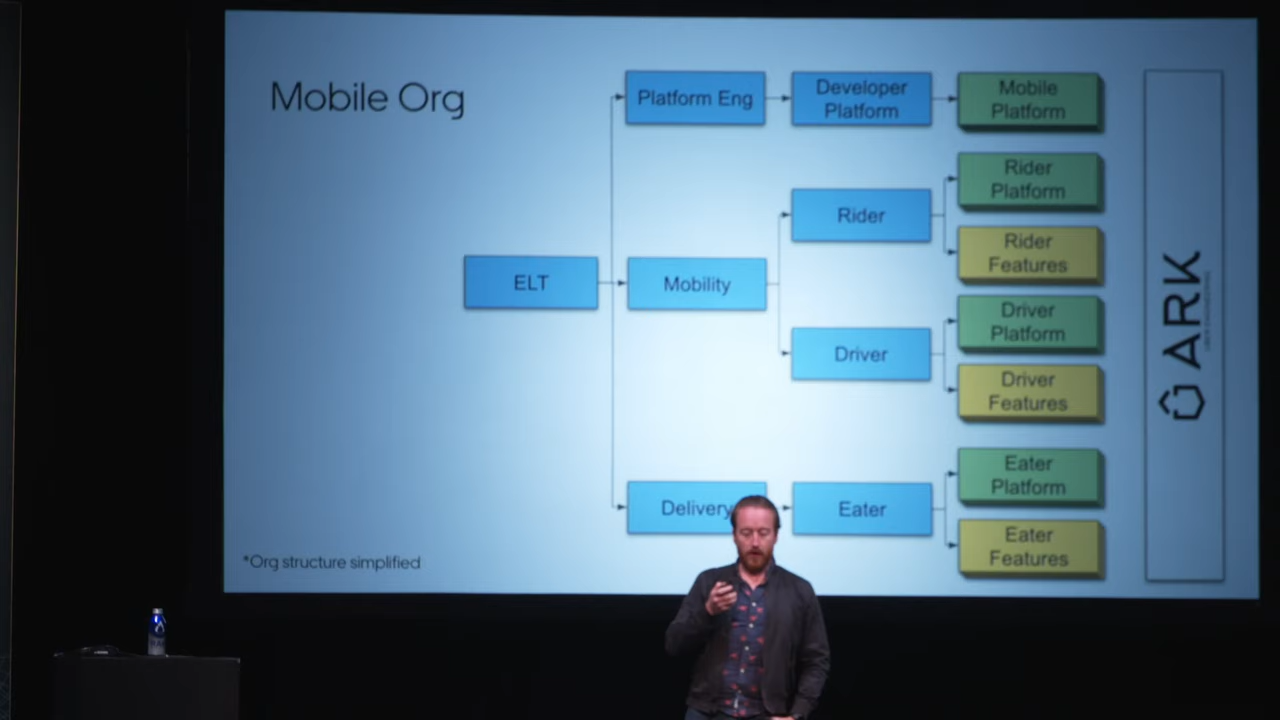 Mobile Org
Platform Eng
Developer
Platform
Mobile
Platform
Rider
Platform
Rider
Rider
Features
ELT
Mobility
Driver
Platform
Driver
Driver
Features
Eater
Platform
Delivery
Eater
Eater
Features
*Org structure simplified
ARK